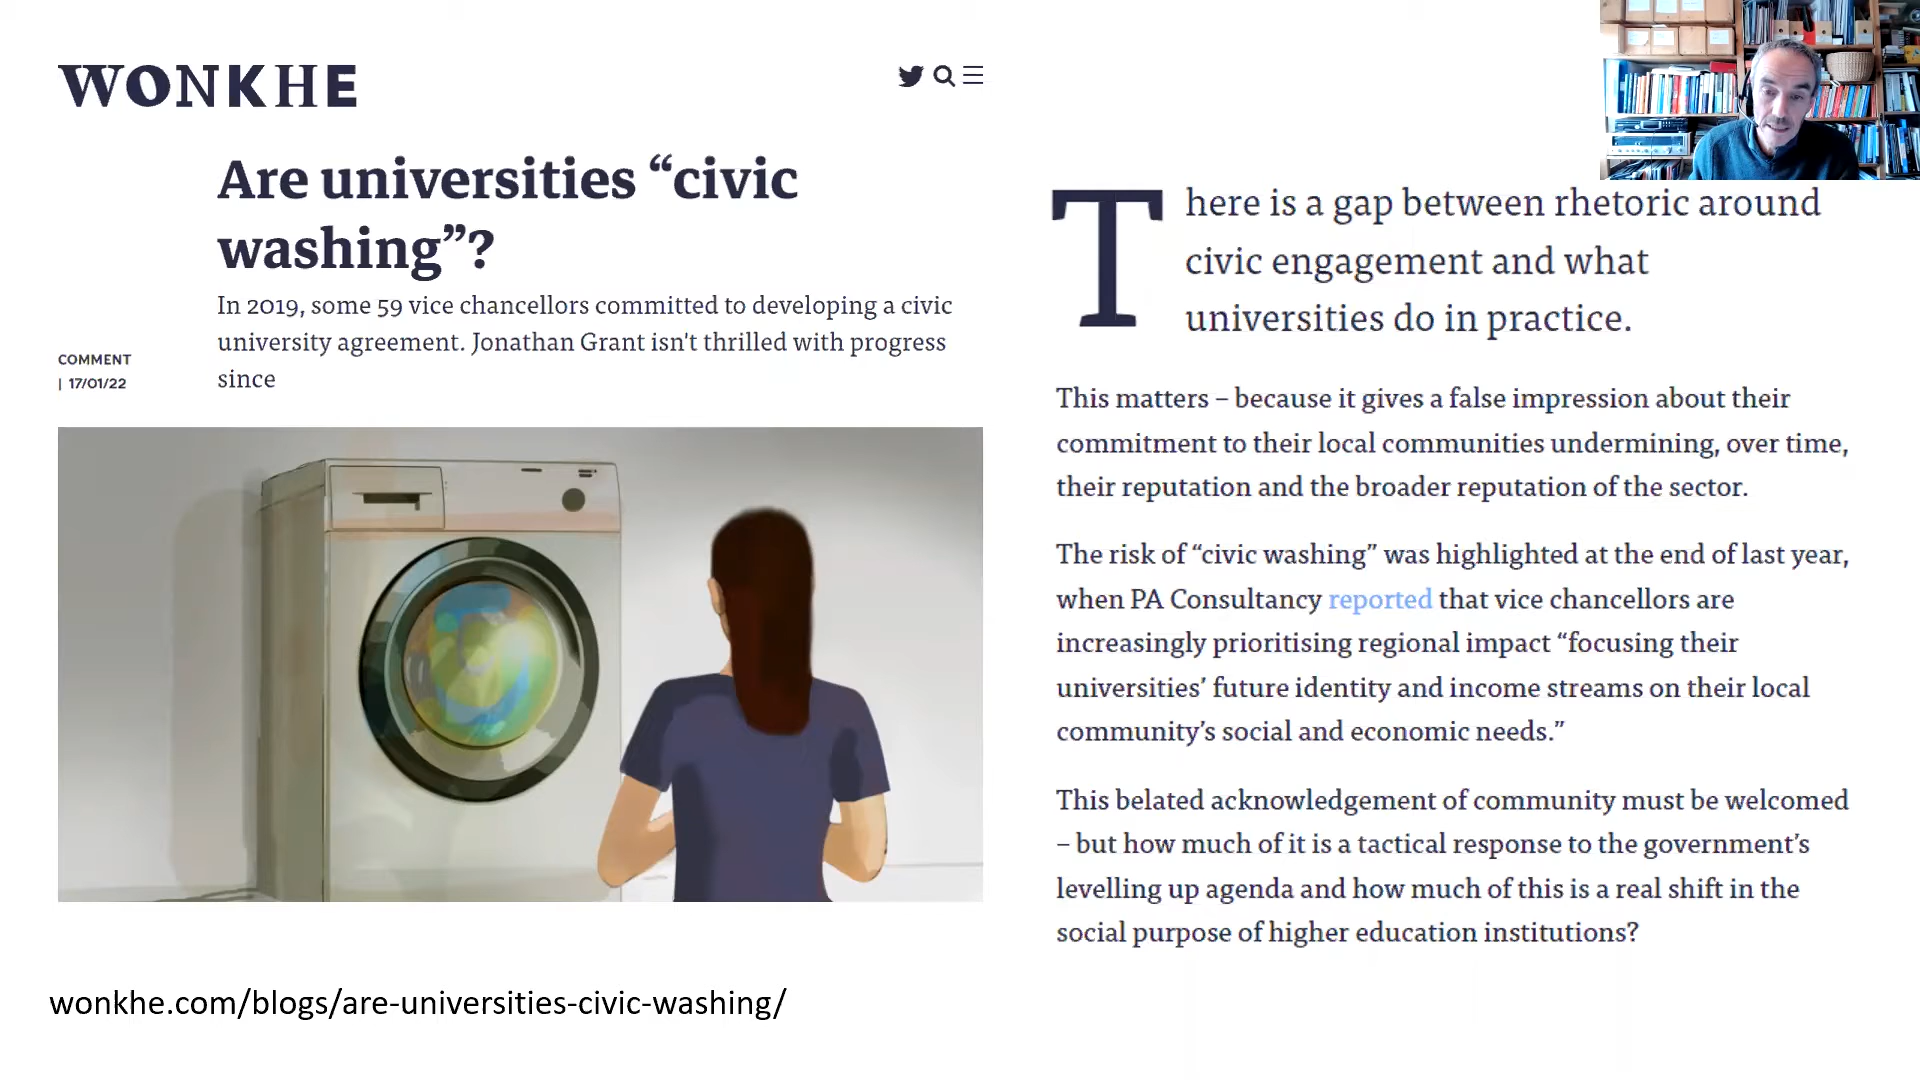 WONKHE
Are universities “civic
washing”?
In 2019, some 59 vice chancellors committed to developing a civic
university agreement. Jonathan Grant isn't thrilled with progress
since
COMMENT
| 17/01/22
wonkhe.com/blogs/are-universities-civic-washing/
There is a gap between rhetoric around
civic engagement and what
universities do in practice.
This matters – because it gives a false impression about their
commitment to their local communities undermining, over time,
their reputation and the broader reputation of the sector.
The risk of “civic washing” was highlighted at the end of last year,
when PA Consultancy reported that vice chancellors are
increasingly prioritising regional impact “focusing their
universities’ future identity and income streams on their local
community’s social and economic needs.”
This belated acknowledgement of community must be welcomed
– but how much of it is a tactical response to the government’s
levelling up agenda and how much of this is a real shift in the
social purpose of higher education institutions?